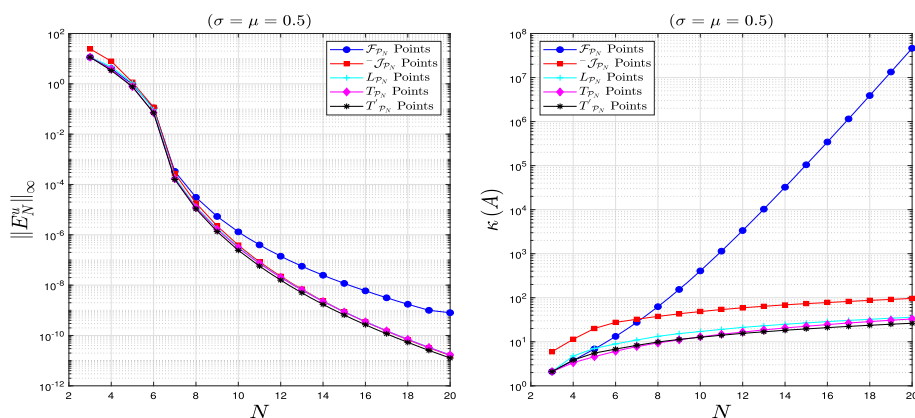 (σ = μ = 0.5)
‖E_N^u‖_∞
10^2
10^0
10^-2
10^-4
10^-6
10^-8
10^-10
10^-12
2 4 6 8 10 12 14 16 18 20
N
F_{P_N} Points
^-J_{P_N} Points
L_{P_N} Points
T_{P_N} Points
T'_{P_N} Points
(σ = μ = 0.5)
κ(A)
10^8
10^7
10^6
10^5
10^4
10^3
10^2
10^1
10^0
2 4 6 8 10 12 14 16 18 20
N
F_{P_N} Points
^-J_{P_N} Points
L_{P_N} Points
T_{P_N} Points
T'_{P_N} Points